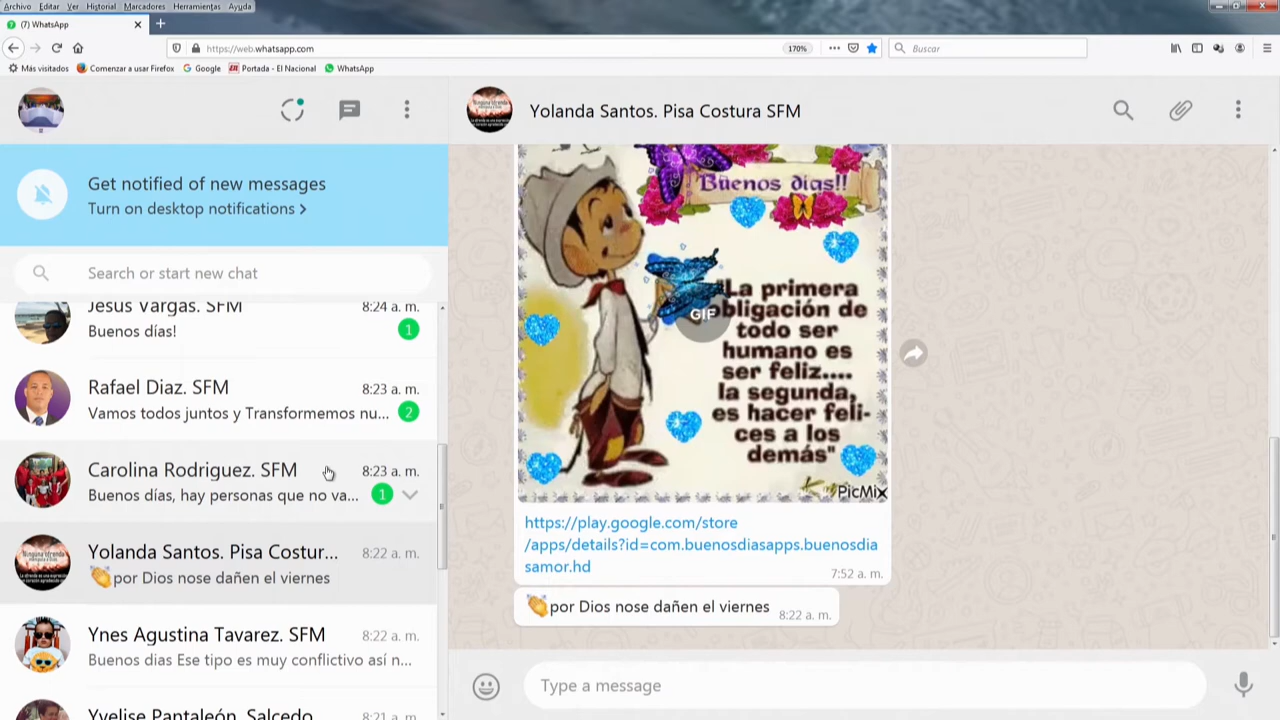 Archivo Editar Ver Historial Marcadores Herramientas Ayuda
(7) WhatsApp
https://web.whatsapp.com
170%
Buscar
Más visitados
Comenzar a usar Firefox
Google
Portada - El Nacional
WhatsApp
Get notified of new messages
Turn on desktop notifications >
Search or start new chat
Jesus Vargas. SFM
8:24 a. m.
Buenos días!
1
Rafael Diaz. SFM
8:23 a. m.
Vamos todos juntos y Transformemos nu...
2
Carolina Rodriguez. SFM
8:23 a. m.
Buenos días, hay personas que no va...
1
Yolanda Santos. Pisa Costur...
8:22 a. m.
👏por Dios nose dañen el viernes
Ynes Agustina Tavarez. SFM
8:22 a. m.
Buenos dias Ese tipo es muy conflictivo así n...
Yvelise Pantaleón. Salcedo
8:21 a. m.
Yolanda Santos. Pisa Costura SFM
Buenos dias!!
GIF
"La primera
obligación de
todo ser
humano es
ser feliz....
la segunda,
es hacer feli-
ces a los
demás"
PicMix
https://play.google.com/store
/apps/details?id=com.buenosdiasapps.buenosdia
samor.hd
7:52 a. m.
👏por Dios nose dañen el viernes
8:22 a. m.
Type a message